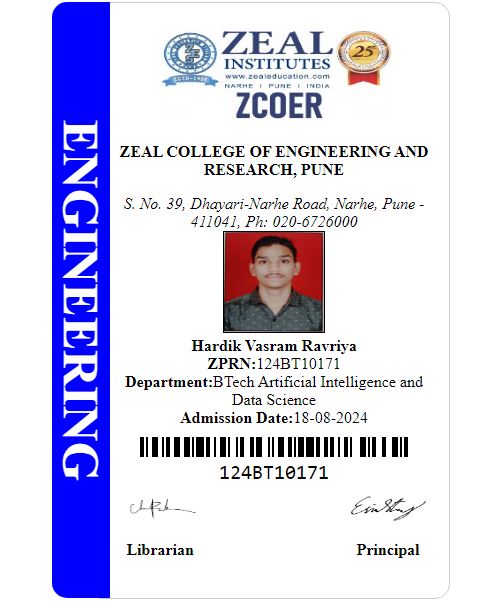 ZEAL
INSTITUTES
ESTD-1996
25
www.zealeducation.com
NARHE | PUNE | INDIA
ZCOER
ENGINEERING
ZEAL COLLEGE OF ENGINEERING AND
RESEARCH, PUNE
S. No. 39, Dhayari-Narhe Road, Narhe, Pune -
411041, Ph: 020-6726000
Hardik Vasram Ravriya
ZPRN:124BT10171
Department:BTech Artificial Intelligence and
Data Science
Admission Date:18-08-2024
124BT10171
Librarian
Principal